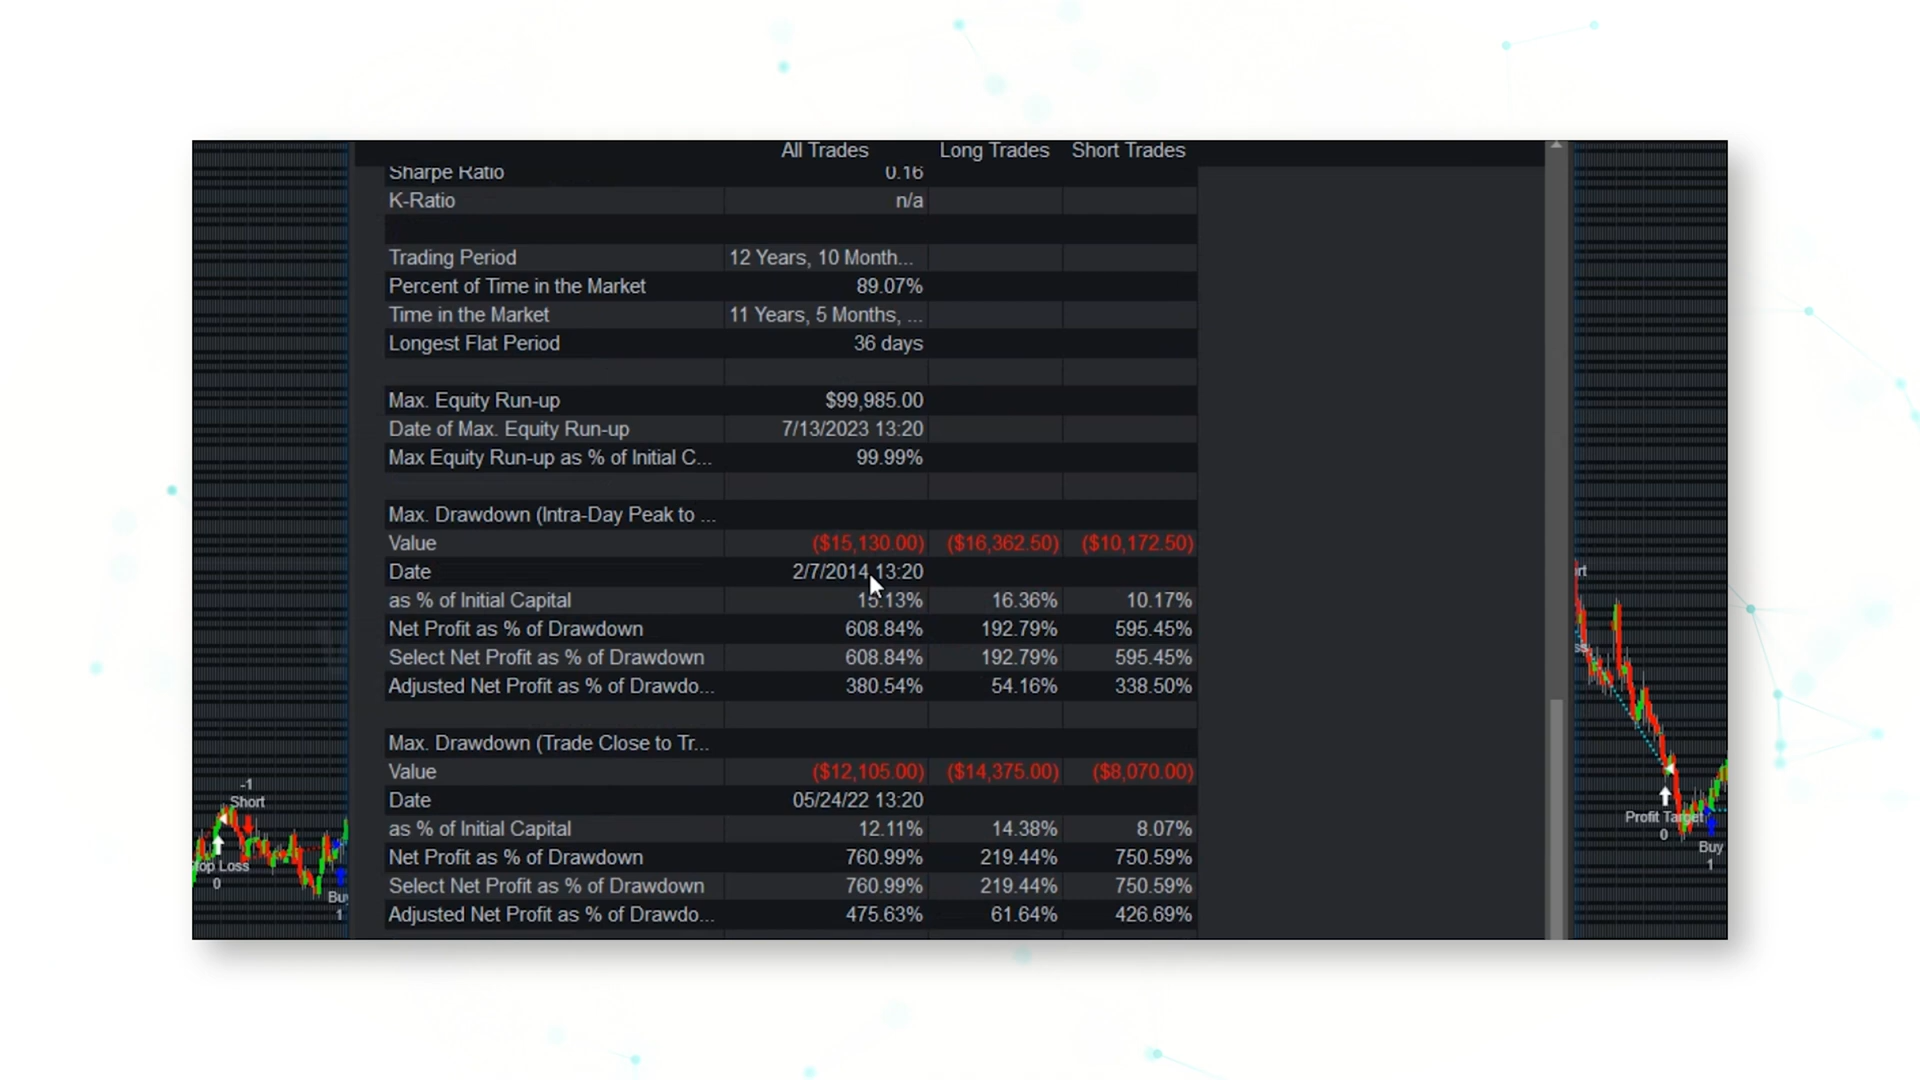 All Trades Long Trades Short Trades
Sharpe Ratio 0.16
K-Ratio n/a
Trading Period 12 Years, 10 Month...
Percent of Time in the Market 89.07%
Time in the Market 11 Years, 5 Months, ...
Longest Flat Period 36 days
Max. Equity Run-up $99,985.00
Date of Max. Equity Run-up 7/13/2023 13:20
Max Equity Run-up as % of Initial C... 99.99%
Max. Drawdown (Intra-Day Peak to ...
Value ($15,130.00) ($16,362.50) ($10,172.50)
Date 2/7/2014 13:20
as % of Initial Capital 15.13% 16.36% 10.17%
Net Profit as % of Drawdown 608.84% 192.79% 595.45%
Select Net Profit as % of Drawdown 608.84% 192.79% 595.45%
Adjusted Net Profit as % of Drawdo... 380.54% 54.16% 338.50%
Max. Drawdown (Trade Close to Tr...
Value ($12,105.00) ($14,375.00) ($8,070.00)
Date 05/24/22 13:20
as % of Initial Capital 12.11% 14.38% 8.07%
Net Profit as % of Drawdown 760.99% 219.44% 750.59%
Select Net Profit as % of Drawdown 760.99% 219.44% 750.59%
Adjusted Net Profit as % of Drawdo... 475.63% 61.64% 426.69%
-1
Short
top Loss
0
Buy
1
Profit Target
0
Buy
1